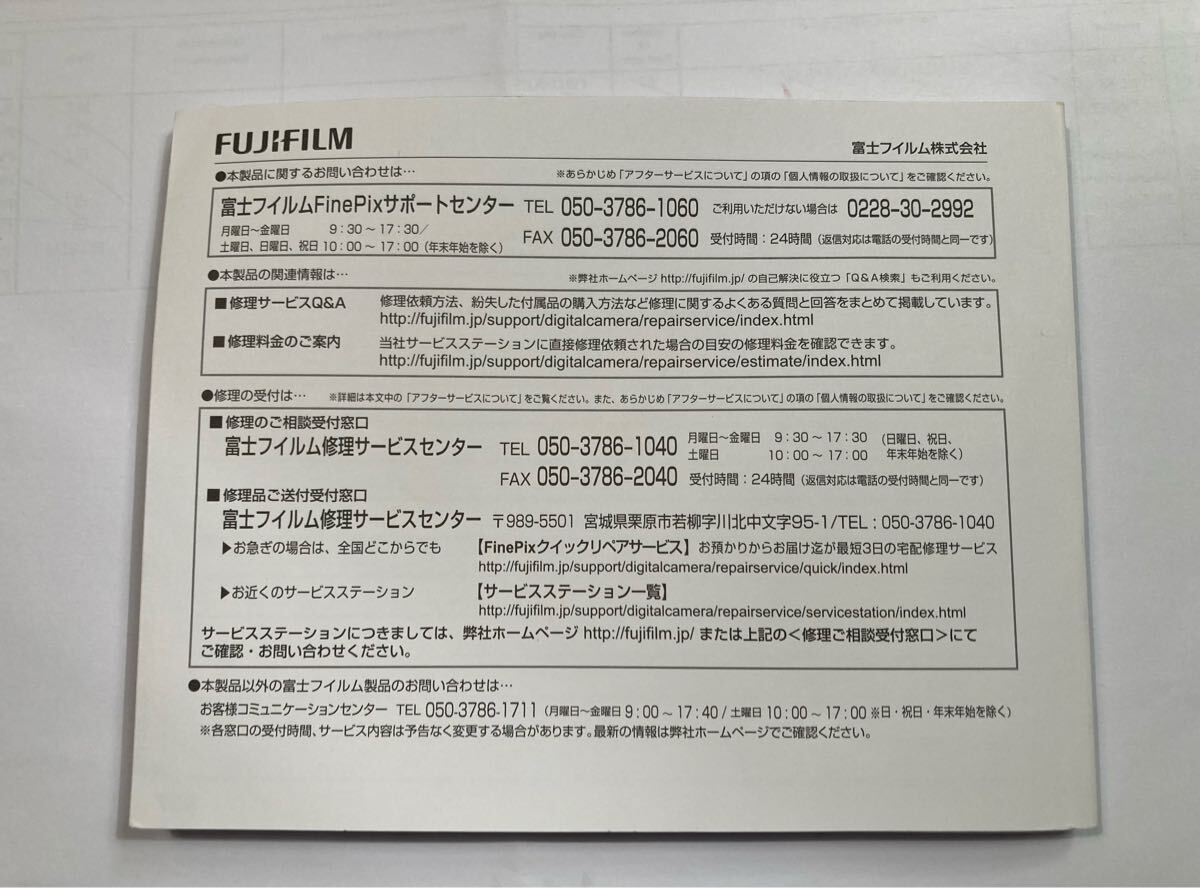 FUJIFILM
富士フイルム株式会社
●本製品に関するお問い合わせは… ※あらかじめ「アフターサービスについて」の項の「個人情報の取扱について」をご確認ください。
富士フイルムFinePixサポートセンター TEL 050-3786-1060 ご利用いただけない場合は 0228-30-2992
月曜日～金曜日 9:30～17:30/
土曜日、日曜日、祝日 10:00～17:00（年末年始を除く） FAX 050-3786-2060 受付時間：24時間（返信対応は電話の受付時間と同一です）
●本製品の関連情報は… ※弊社ホームページ http://fujifilm.jp/ の自己解決に役立つ「Q&A検索」もご利用ください。
■修理サービスQ&A 修理依頼方法、紛失した付属品の購入方法など修理に関するよくある質問と回答をまとめて掲載しています。
http://fujifilm.jp/support/digitalcamera/repairservice/index.html
■修理料金のご案内 当社サービスステーションに直接修理依頼された場合の目安の修理料金を確認できます。
http://fujifilm.jp/support/digitalcamera/repairservice/estimate/index.html
●修理の受付は… ※詳細は本文中の「アフターサービスについて」をご覧ください。また、あらかじめ「アフターサービスについて」の項の「個人情報の取扱について」をご確認ください。
■修理のご相談受付窓口
富士フイルム修理サービスセンター TEL 050-3786-1040 月曜日～金曜日 9:30～17:30 （日曜日、祝日、
土曜日 10:00～17:00 年末年始を除く）
FAX 050-3786-2040 受付時間：24時間（返信対応は電話の受付時間と同一です）
■修理品ご送付受付窓口
富士フイルム修理サービスセンター 〒989-5501 宮城県栗原市若柳字川北中文字95-1/TEL：050-3786-1040
▶お急ぎの場合は、全国どこからでも 【FinePixクイックリペアサービス】お預かりからお届け迄が最短3日の宅配修理サービス
http://fujifilm.jp/support/digitalcamera/repairservice/quick/index.html
▶お近くのサービスステーション 【サービスステーション一覧】
http://fujifilm.jp/support/digitalcamera/repairservice/servicestation/index.html
サービスステーションにつきましては、弊社ホームページ http://fujifilm.jp/ または上記の<修理ご相談受付窓口>にて
ご確認・お問い合わせください。
●本製品以外の富士フイルム製品のお問い合わせは…
お客様コミュニケーションセンター TEL 050-3786-1711（月曜日～金曜日 9:00～17:40 / 土曜日 10:00～17:00 ※日・祝日・年末年始を除く）
※各窓口の受付時間、サービス内容は予告なく変更する場合があります。最新の情報は弊社ホームページでご確認ください。